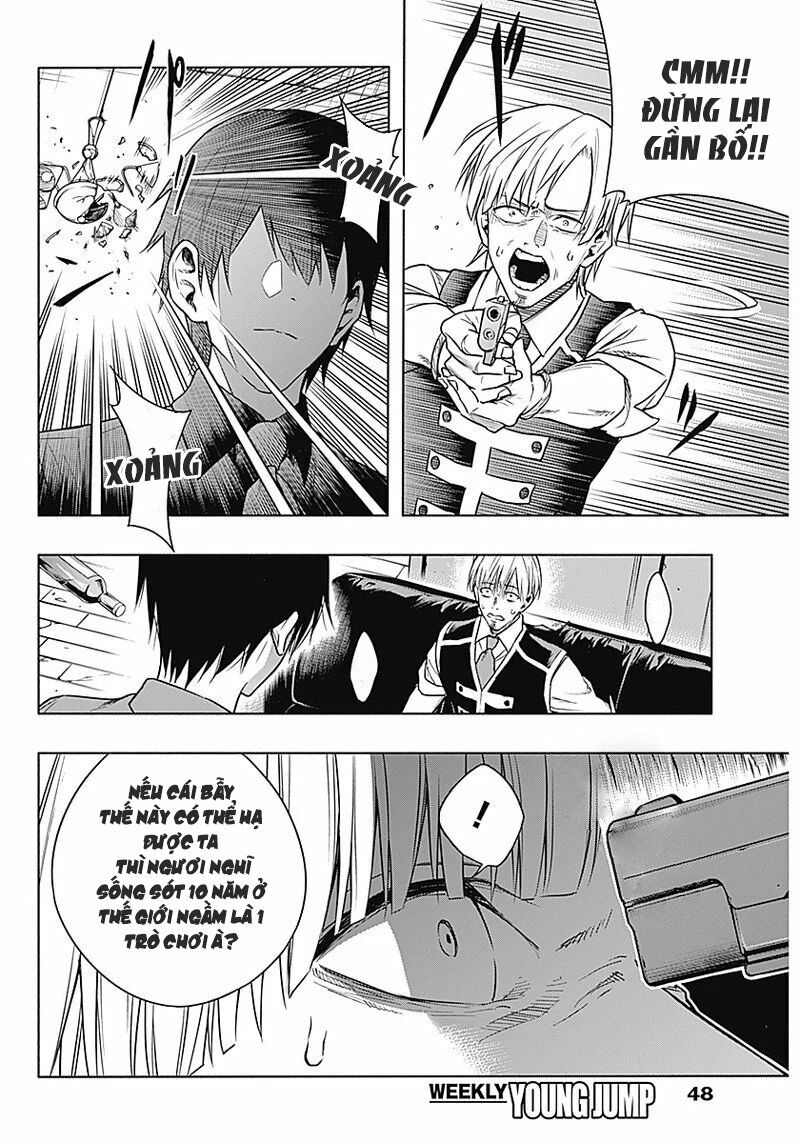 CMM!!
ĐỪNG LẠI
GẦN BỐ!!
XOẢNG
XOẢNG
!
NẾU CÁI BẪY
THẾ NÀY CÓ THỂ HẠ
ĐƯỢC TA
THÌ NGƯƠI NGHĨ
SỐNG SÓT 10 NĂM Ở
THẾ GIỚI NGẦM LÀ 1
TRÒ CHƠI À?
WEEKLY YOUNG JUMP 48